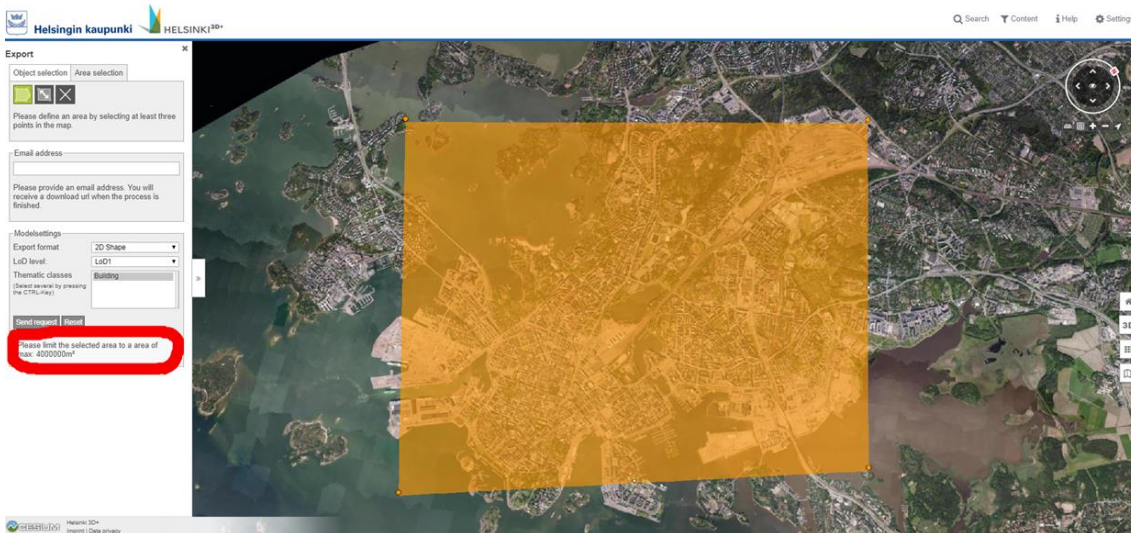 Helsingin kaupunki
HELSINKI3D+
Search
Content
Help
Settings
Export
Object selection
Area selection
Please define an area by selecting at least three
points in the map.
Email address
Please provide an email address. You will
receive a download url when the process is
finished.
Modelsettings
Export format
2D Shape
LoD level:
LoD1
Thematic classes
Building
(Select several by pressing
the CTRL-Key)
Send request
Reset
Please limit the selected area to a area of
max: 4000000m²
3D
CESIUM
Helsinki 3D+
Imprint | Data privacy